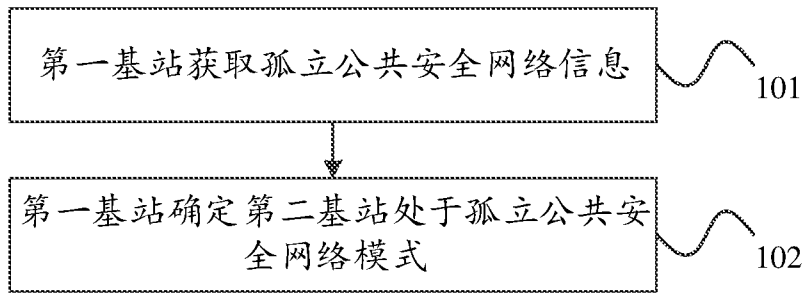 第一基站获取孤立公共安全网络信息
101
第一基站确定第二基站处于孤立公共安
全网络模式
102